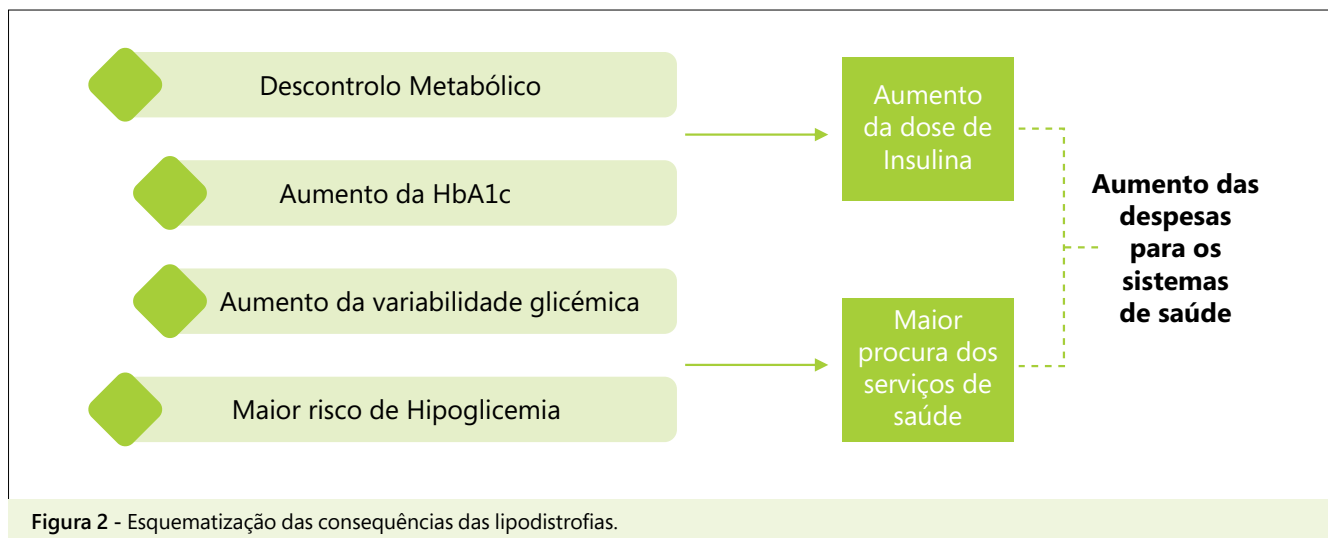 Descontrolo Metabólico
Aumento da HbA1c
Aumento da variabilidade glicémica
Maior risco de Hipoglicemia
Aumento
da dose de
Insulina
Maior
procura dos
serviços de
saúde
Aumento das
despesas
para os
sistemas
de saúde
Figura 2 - Esquematização das consequências das lipodistrofias.